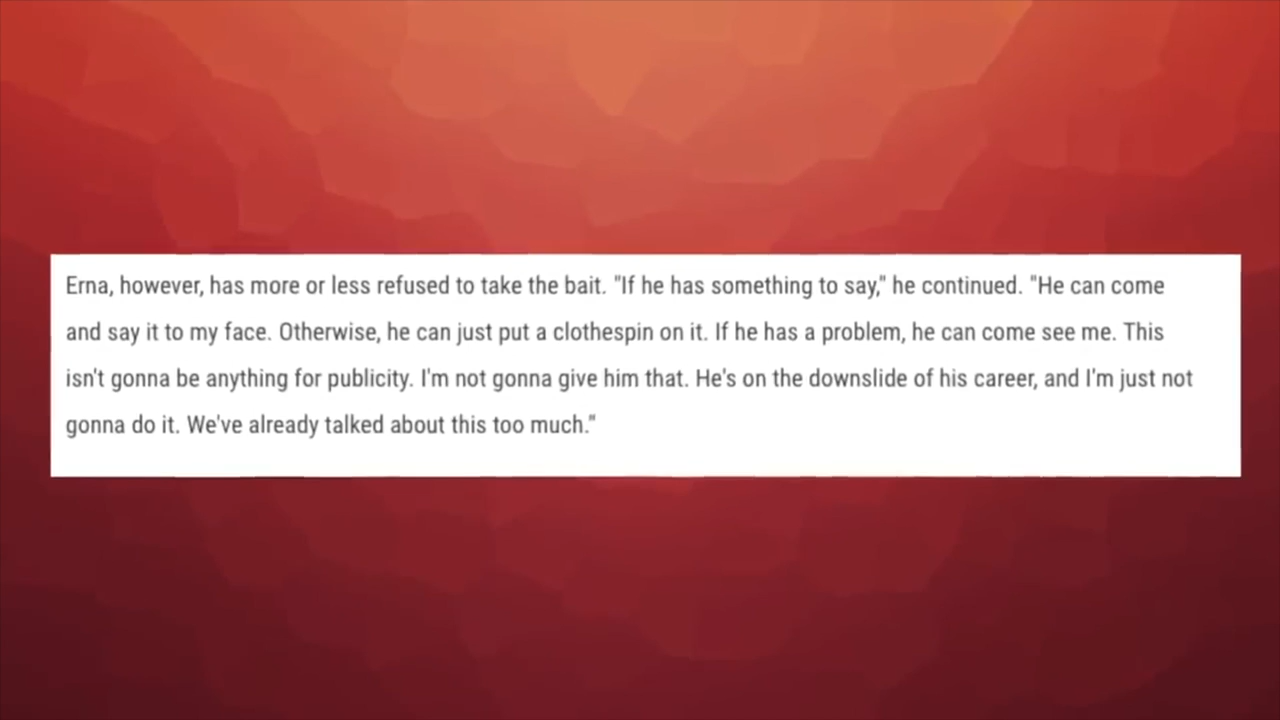 Erna, however, has more or less refused to take the bait. "If he has something to say," he continued. "He can come
and say it to my face. Otherwise, he can just put a clothespin on it. If he has a problem, he can come see me. This
isn't gonna be anything for publicity. I'm not gonna give him that. He's on the downslide of his career, and I'm just not
gonna do it. We've already talked about this too much."